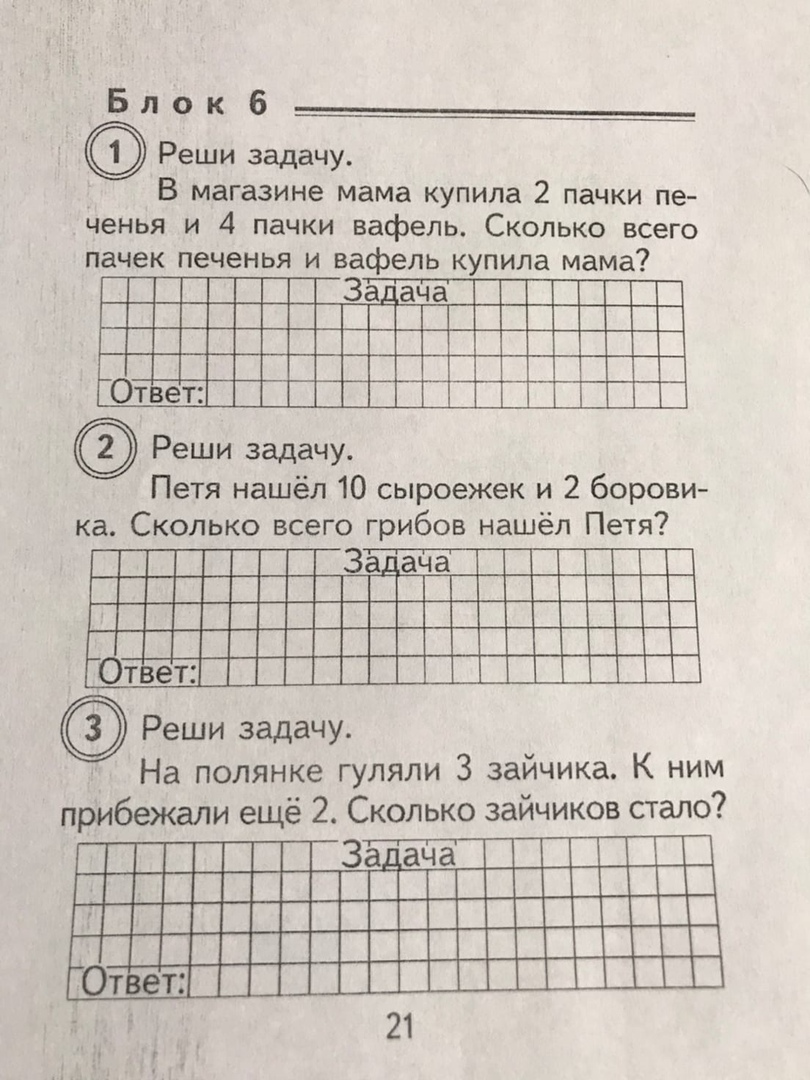 Блок 6
1 Реши задачу.
В магазине мама купила 2 пачки пе-
ченья и 4 пачки вафель. Сколько всего
пачек печенья и вафель купила мама?
Задача
Ответ:
2 Реши задачу.
Петя нашёл 10 сыроежек и 2 борови-
ка. Сколько всего грибов нашёл Петя?
Задача
Ответ:
3 Реши задачу.
На полянке гуляли 3 зайчика. К ним
прибежали ещё 2. Сколько зайчиков стало?
Задача
Ответ:
21